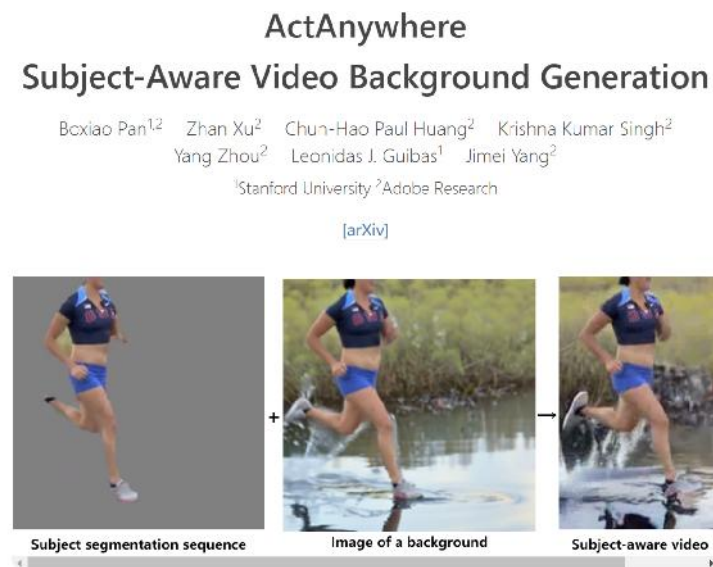 ActAnywhere
Subject-Aware Video Background Generation
Boxiao Pan1,2 Zhan Xu2 Chun-Hao Paul Huang2 Krishna Kumar Singh2
Yang Zhou2 Leonidas J. Guibas1 Jimei Yang2
1Stanford University 2Adobe Research
[arXiv]
+
→
Subject segmentation sequence
Image of a background
Subject-aware video